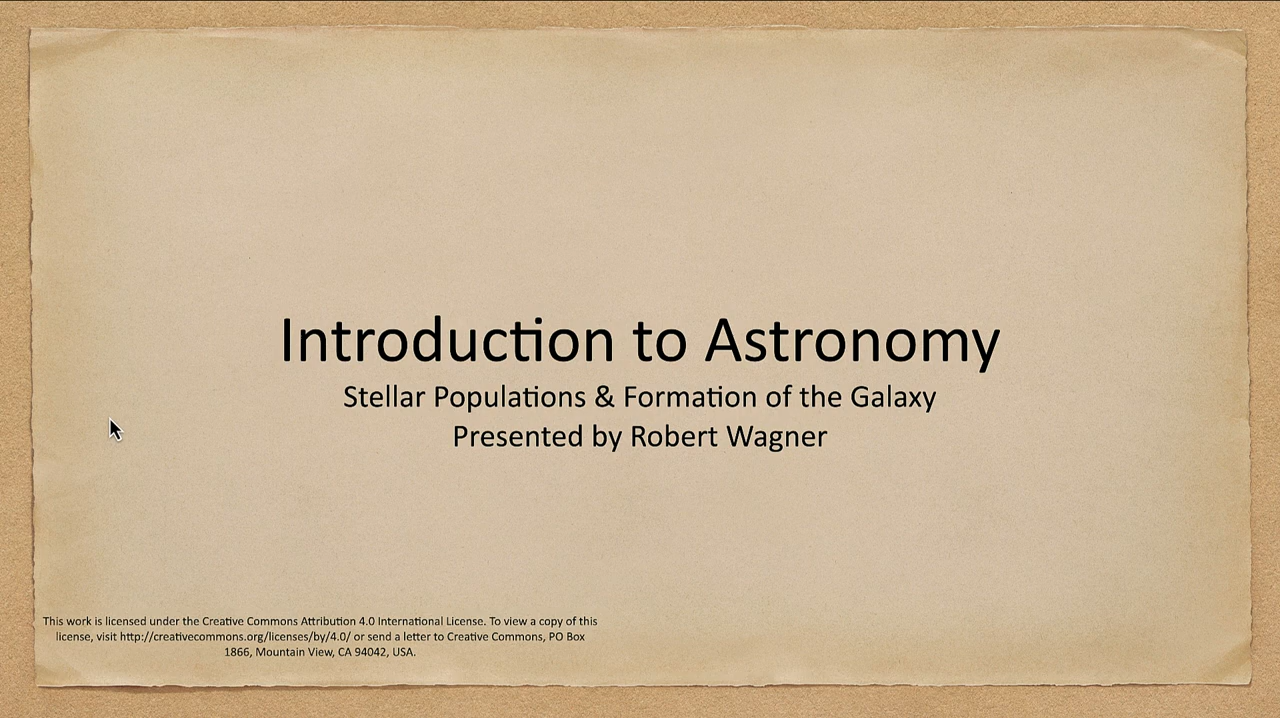 Introduction to Astronomy
Stellar Populations & Formation of the Galaxy
Presented by Robert Wagner
This work is licensed under the Creative Commons Attribution 4.0 International License. To view a copy of this
license, visit http://creativecommons.org/licenses/by/4.0/ or send a letter to Creative Commons, PO Box
1866, Mountain View, CA 94042, USA.